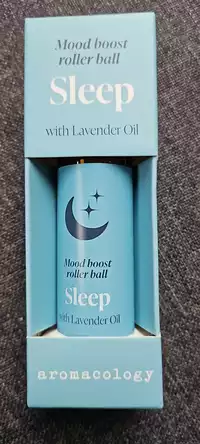 Mood boost
roller ball
Sleep
with Lavender Oil
Mood boost
roller ball
Sleep
with Lavender Oil
aromacology